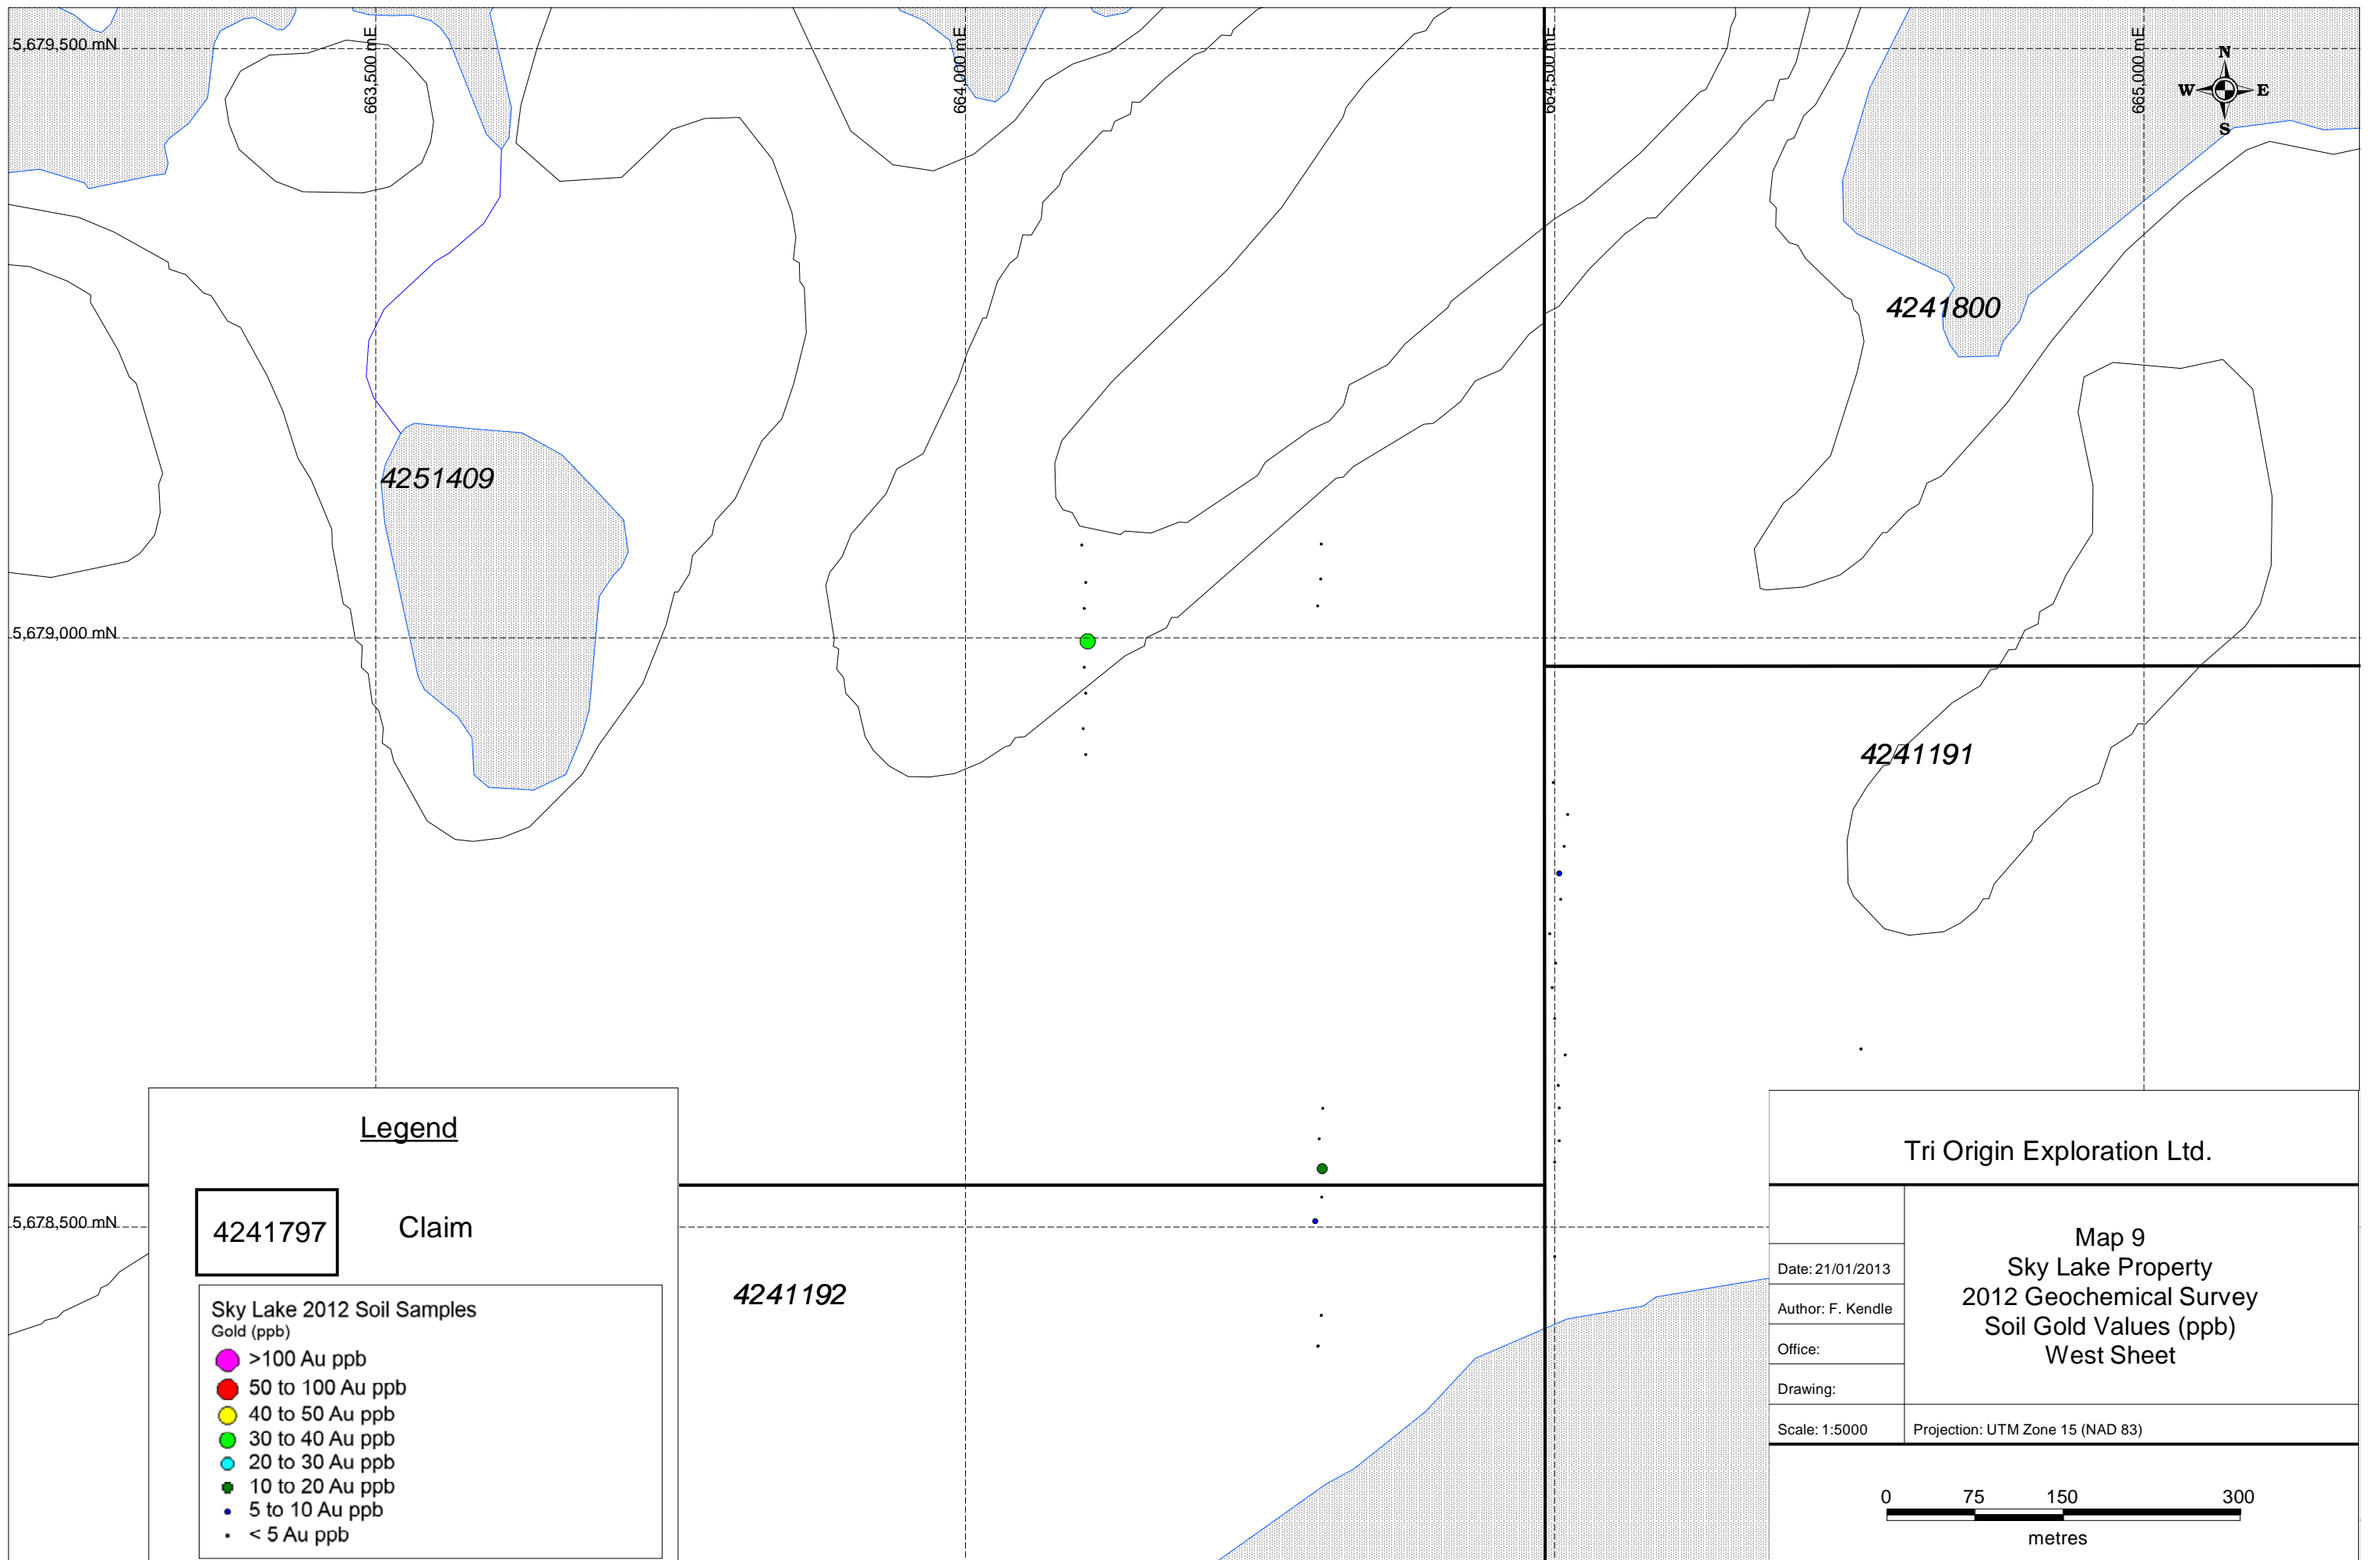 5,679,500 mN
663,500 mE
664,000 mE
664,500 mE
665,000 mE
N
W E
S
4241800
4251409
5,679,000 mN
4241191
Legend
4241797 Claim
5,678,500 mN
4241192
Sky Lake 2012 Soil Samples
Gold (ppb)
>100 Au ppb
50 to 100 Au ppb
40 to 50 Au ppb
30 to 40 Au ppb
20 to 30 Au ppb
10 to 20 Au ppb
5 to 10 Au ppb
< 5 Au ppb
Tri Origin Exploration Ltd.
Map 9
Sky Lake Property
2012 Geochemical Survey
Soil Gold Values (ppb)
West Sheet
Date: 21/01/2013
Author: F. Kendle
Office:
Drawing:
Scale: 1:5000
Projection: UTM Zone 15 (NAD 83)
0 75 150 300
metres